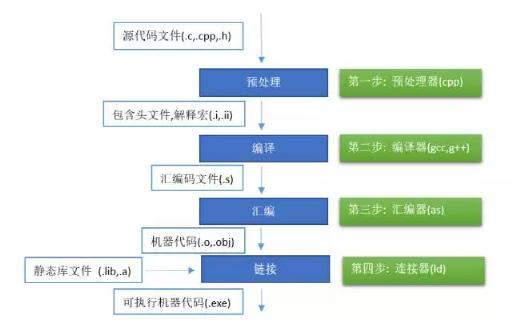 源代码文件(.c,.cpp,.h)
预处理
第一步: 预处理器(cpp)
包含头文件,解释宏(.i,.ii)
编译
第二步: 编译器(gcc,g++)
汇编码文件(.s)
汇编
第三步: 汇编器(as)
机器代码(.o,.obj)
静态库文件 (.lib,.a)
链接
第四步: 连接器(ld)
可执行机器代码(.exe)